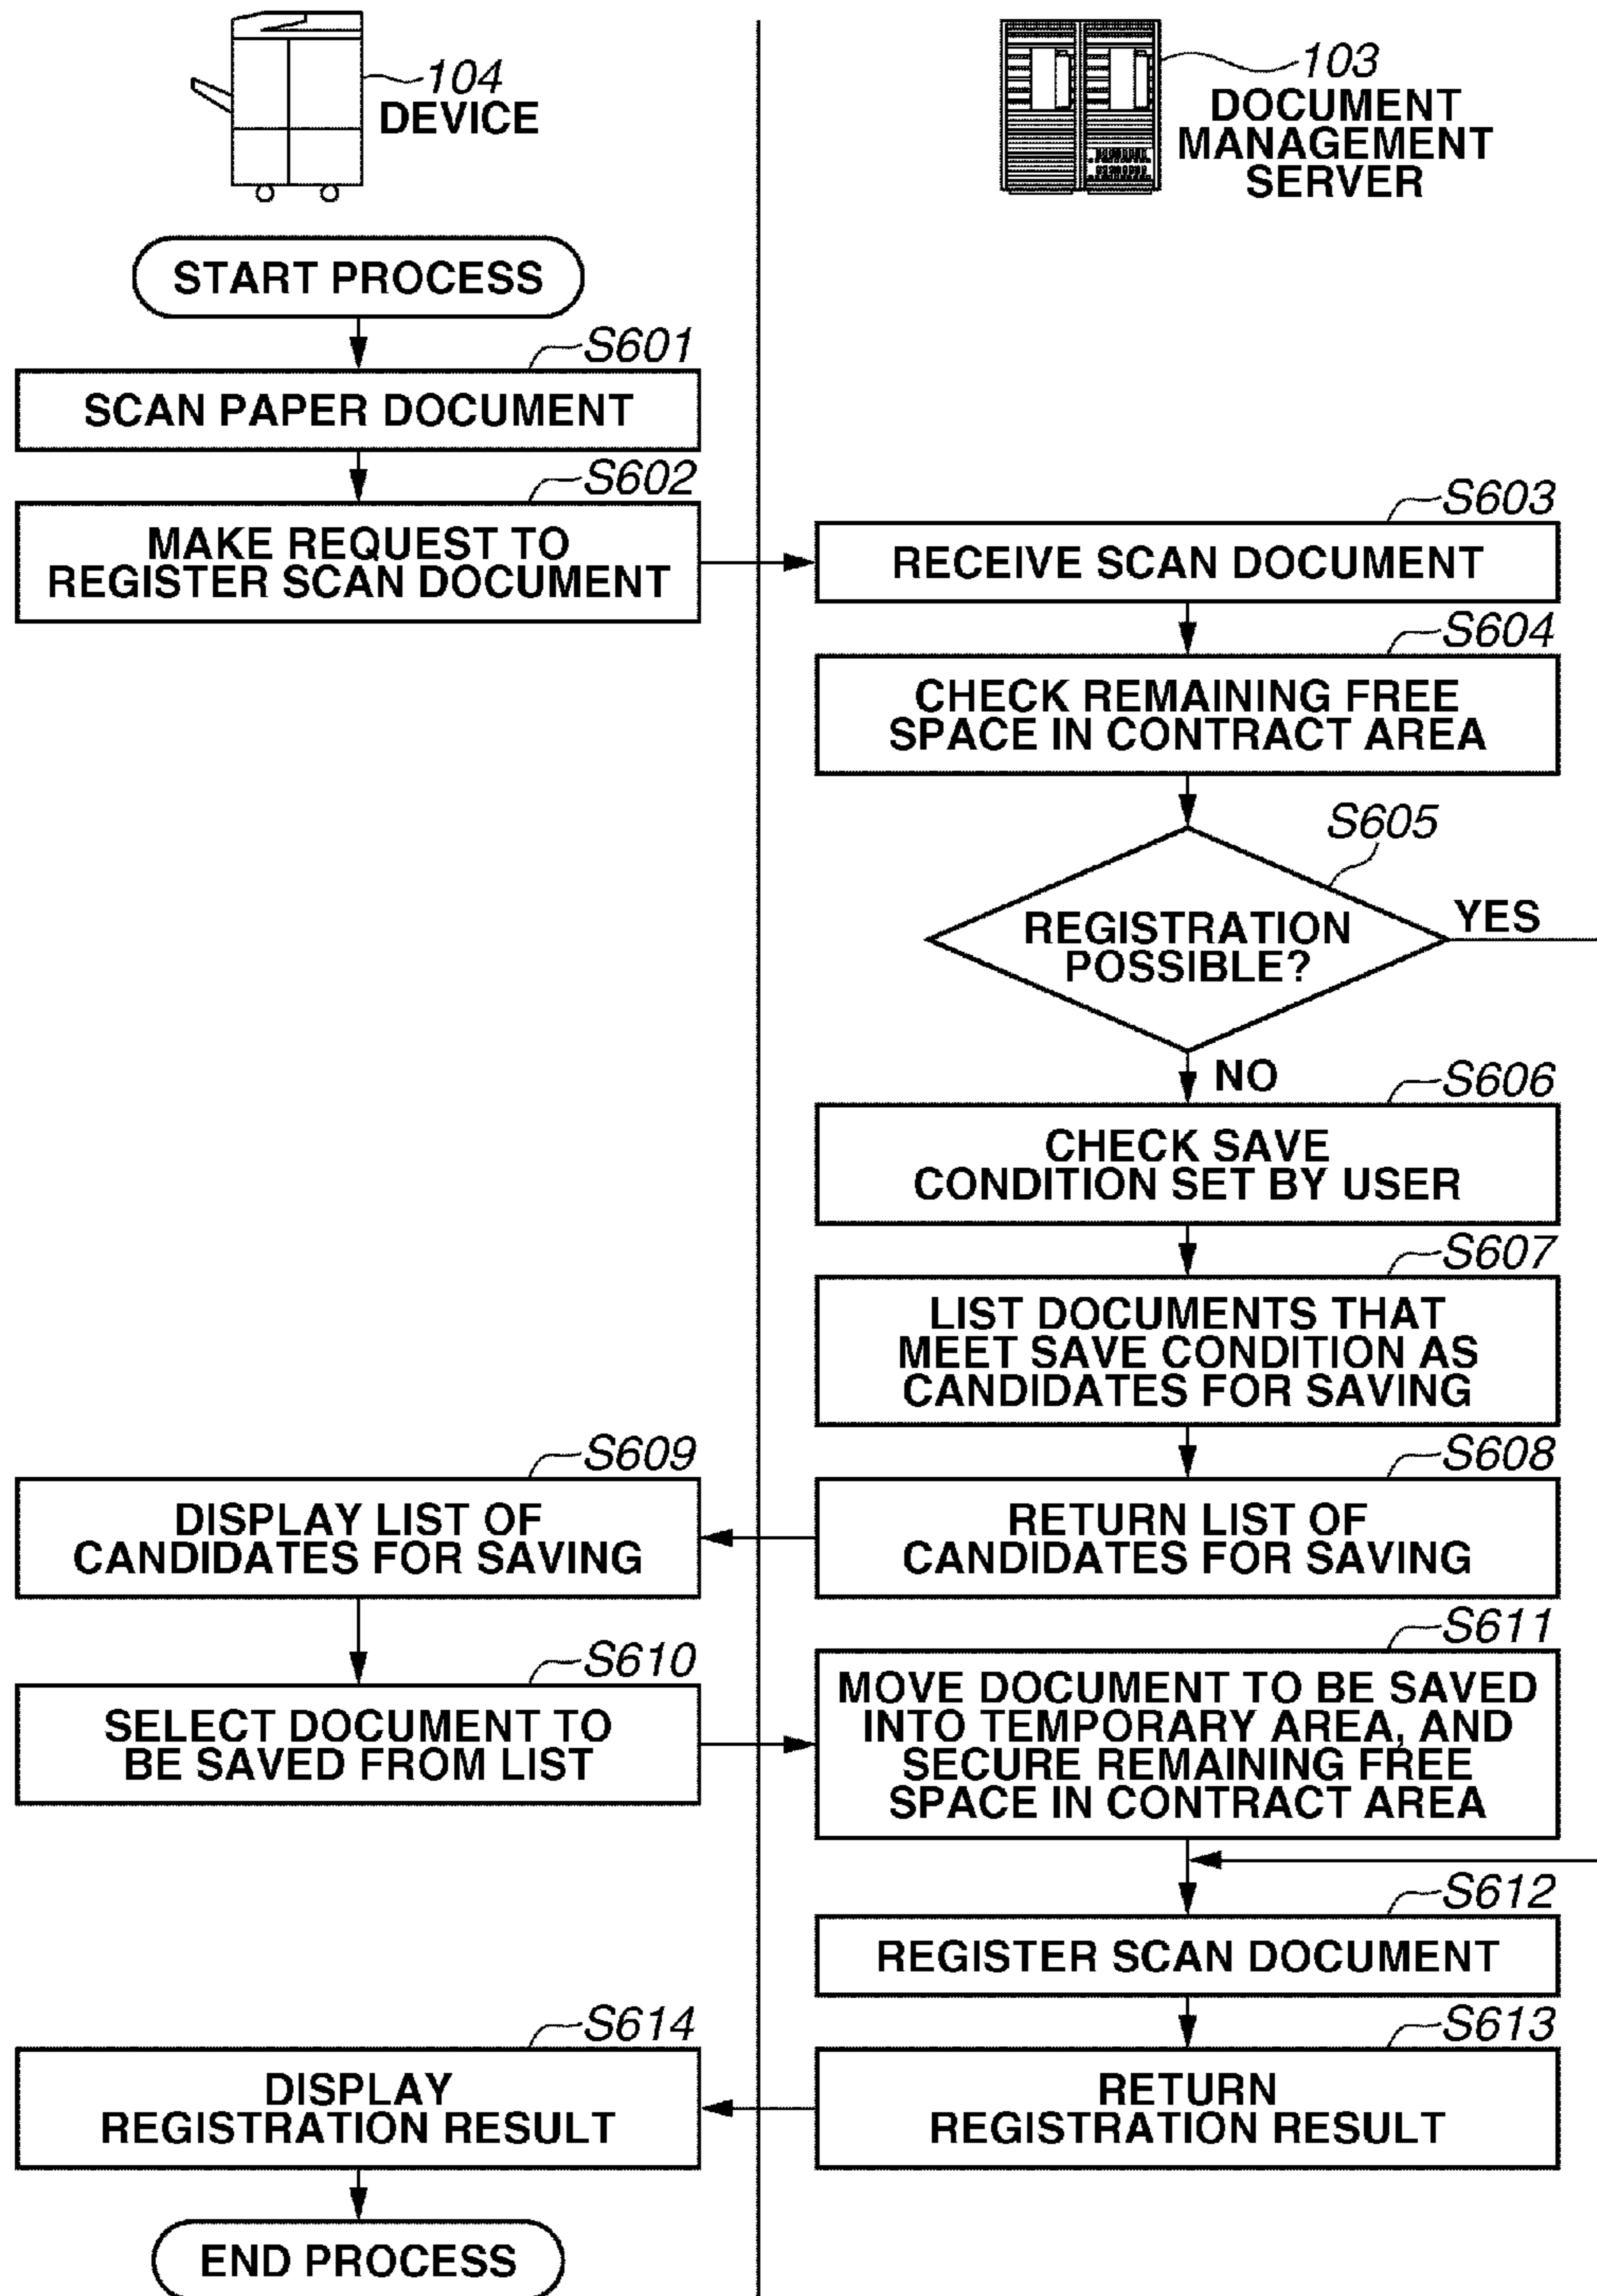 104
DEVICE
103
DOCUMENT
MANAGEMENT
SERVER
START PROCESS
S601
SCAN PAPER DOCUMENT
S602
MAKE REQUEST TO
REGISTER SCAN DOCUMENT
S603
RECEIVE SCAN DOCUMENT
S604
CHECK REMAINING FREE
SPACE IN CONTRACT AREA
S605
REGISTRATION
POSSIBLE?
YES
NO
S606
CHECK SAVE
CONDITION SET BY USER
S607
LIST DOCUMENTS THAT
MEET SAVE CONDITION AS
CANDIDATES FOR SAVING
S608
RETURN LIST OF
CANDIDATES FOR SAVING
S609
DISPLAY LIST OF
CANDIDATES FOR SAVING
S610
SELECT DOCUMENT TO
BE SAVED FROM LIST
S611
MOVE DOCUMENT TO BE SAVED
INTO TEMPORARY AREA, AND
SECURE REMAINING FREE
SPACE IN CONTRACT AREA
S612
REGISTER SCAN DOCUMENT
S613
RETURN
REGISTRATION RESULT
S614
DISPLAY
REGISTRATION RESULT
END PROCESS